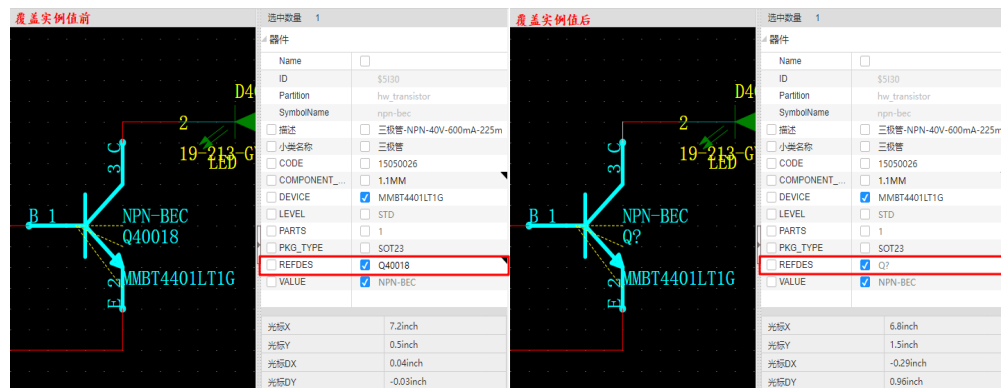 覆盖实例值前
D4
2
19-213-G
LED
C
3
B 1
NPN-BEC
Q40018
MMBT4401LT1G
E 2
选中数量 1
器件
Name
ID $5I30
Partition hw_transistor
SymbolName npn-bec
描述 三极管-NPN-40V-600mA-225m
小类名称 三极管
CODE 15050026
COMPONENT_... 1.1MM
DEVICE MMBT4401LT1G
LEVEL STD
PARTS 1
PKG_TYPE SOT23
REFDES Q40018
VALUE NPN-BEC
光标X 7.2inch
光标Y 0.5inch
光标DX 0.04inch
光标DY -0.03inch
覆盖实例值后
D4
2
19-213-G
LED
C
3
B 1
NPN-BEC
Q?
MMBT4401LT1G
E 2
选中数量 1
器件
Name
ID $5I30
Partition hw_transistor
SymbolName npn-bec
描述 三极管-NPN-40V-600mA-225m
小类名称 三极管
CODE 15050026
COMPONENT_... 1.1MM
DEVICE MMBT4401LT1G
LEVEL STD
PARTS 1
PKG_TYPE SOT23
REFDES Q?
VALUE NPN-BEC
光标X 6.8inch
光标Y 1.5inch
光标DX -0.29inch
光标DY 0.96inch